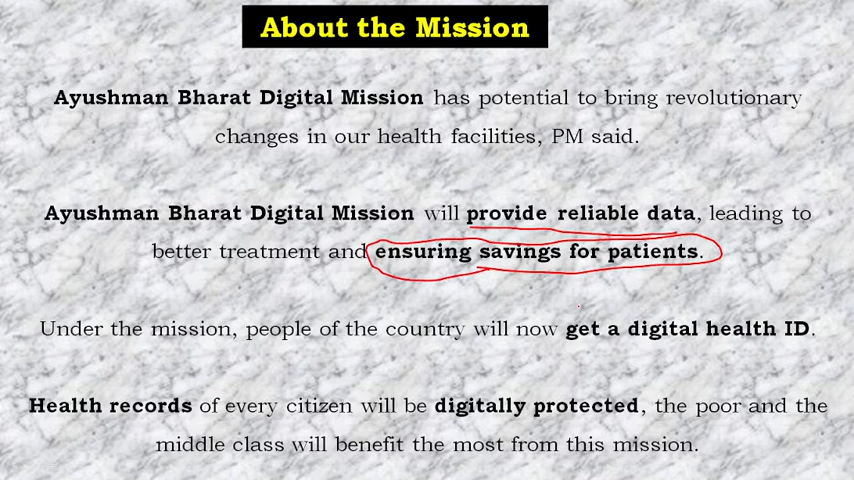 About the Mission
Ayushman Bharat Digital Mission has potential to bring revolutionary
changes in our health facilities, PM said.
Ayushman Bharat Digital Mission will provide reliable data, leading to
better treatment and ensuring savings for patients.
Under the mission, people of the country will now get a digital health ID.
Health records of every citizen will be digitally protected, the poor and the
middle class will benefit the most from this mission.